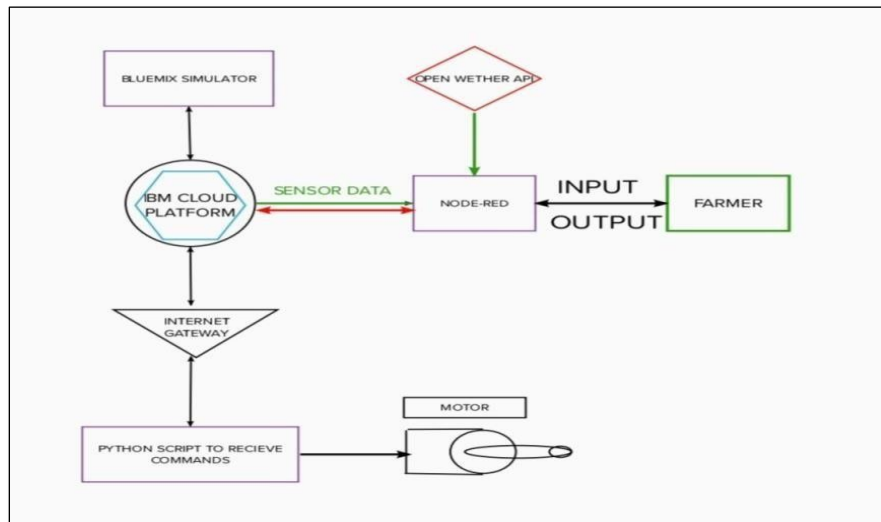 BLUEMIX SIMULATOR
OPEN WETHER API
IBM CLOUD
PLATFORM
SENSOR DATA
NODE-RED
INPUT
OUTPUT
FARMER
INTERNET
GATEWAY
MOTOR
PYTHON SCRIPT TO RECIEVE
COMMANDS